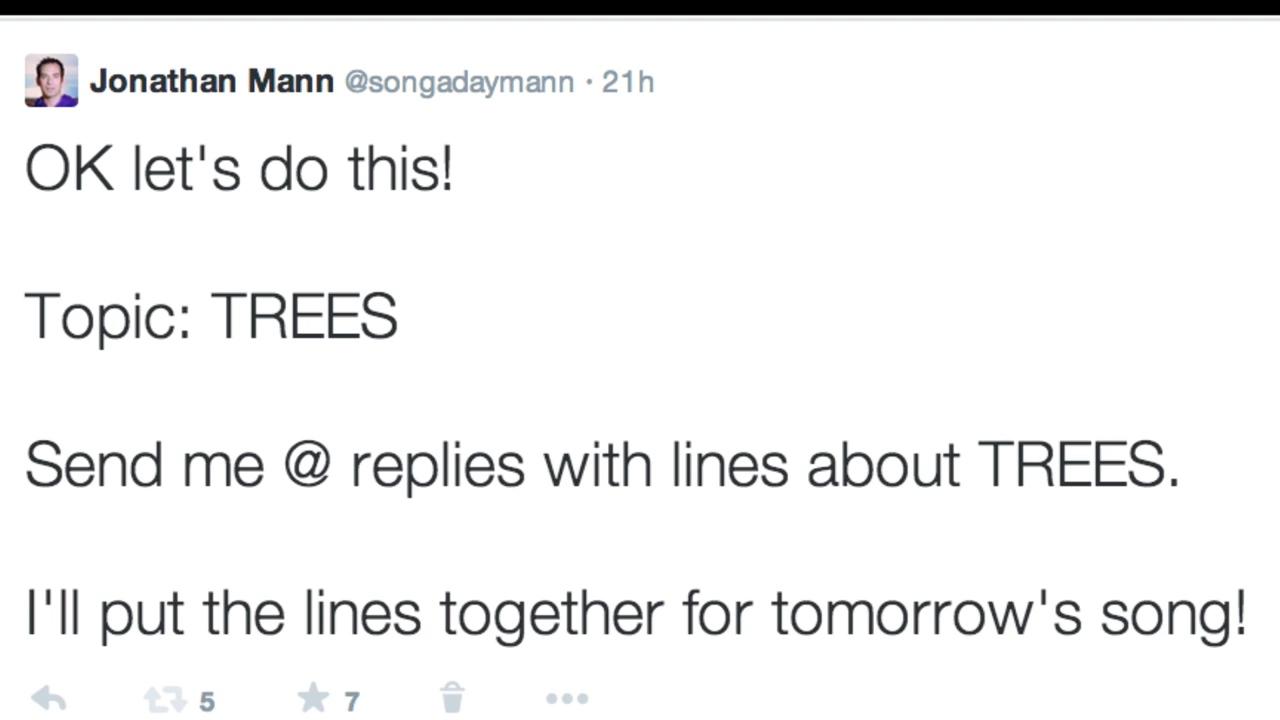 Jonathan Mann @songadaymann · 21h
OK let's do this!
Topic: TREES
Send me @ replies with lines about TREES.
I'll put the lines together for tomorrow's song!
5 7